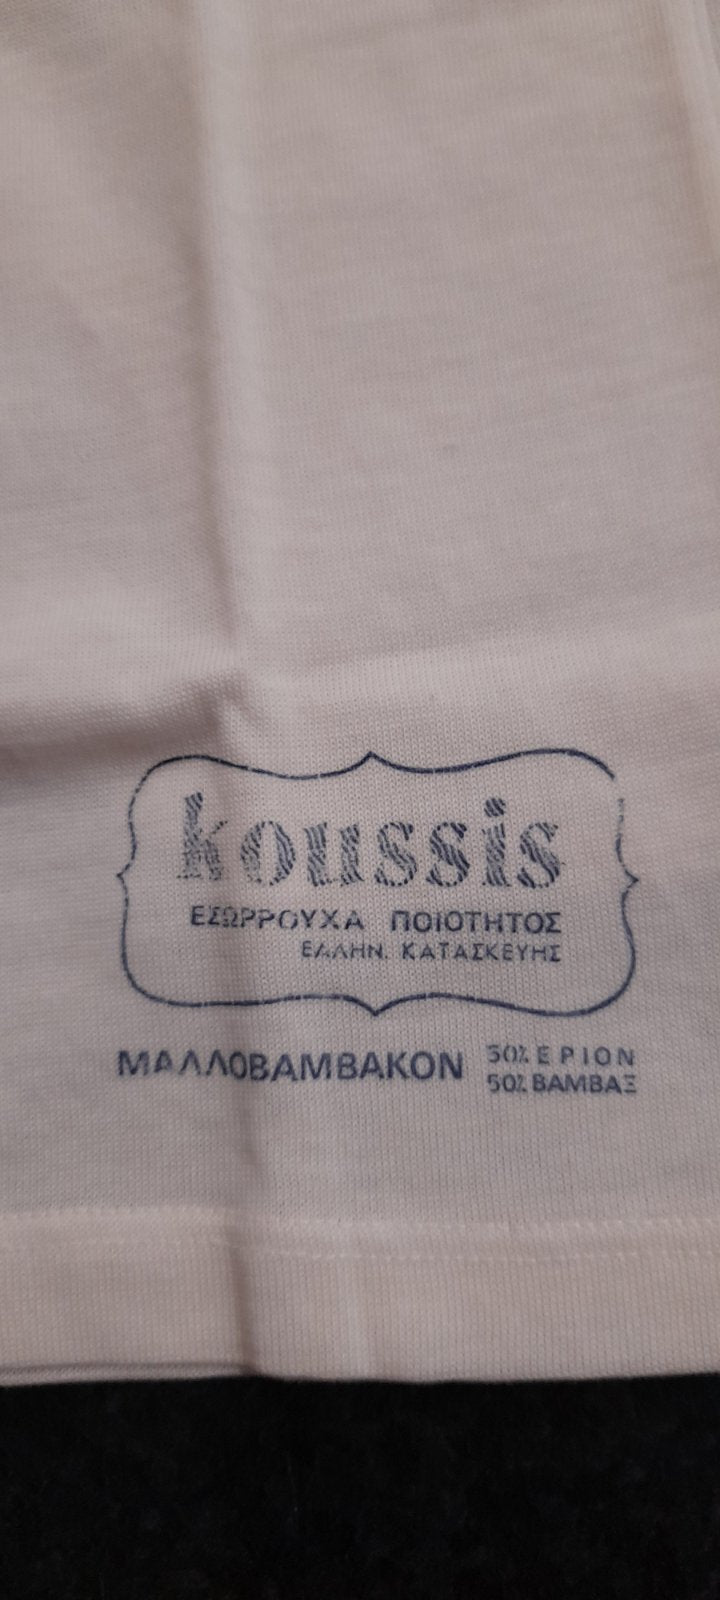 koussis
ΕΣΩΡΡΟΥΧΑ ΠΟΙΟΤΗΤΟΣ
ΕΛΛΗΝ. ΚΑΤΑΣΚΕΥΗΣ
ΜΑΛΛΟΒΑΜΒΑΚΟΝ
50% ΕΡΙΟΝ
50% ΒΑΜΒΑΞ